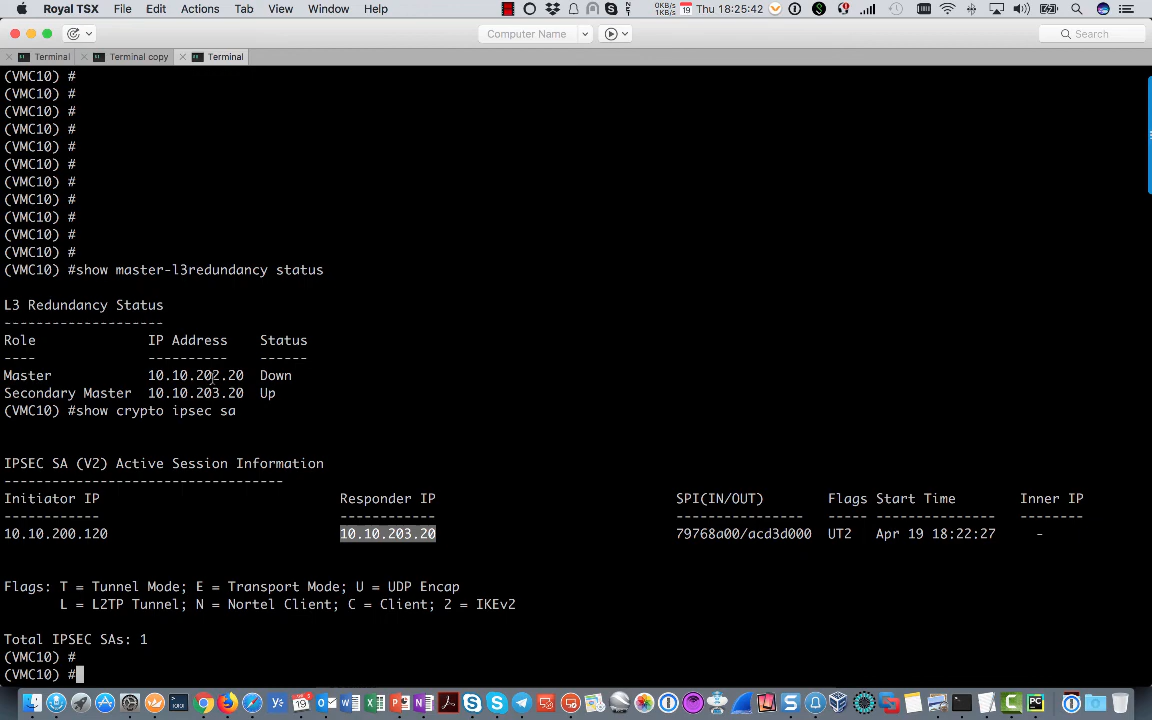 Royal TSX File Edit Actions Tab View Window Help 0KB/s 1KB/s 19 Thu 18:25:42
Computer Name
Search
Terminal Terminal copy Terminal
(VMC10) #
(VMC10) #
(VMC10) #
(VMC10) #
(VMC10) #
(VMC10) #
(VMC10) #
(VMC10) #
(VMC10) #
(VMC10) #
(VMC10) #
(VMC10) #show master-l3redundancy status
L3 Redundancy Status
--------------------
Role IP Address Status
---- ---------- ------
Master 10.10.202.20 Down
Secondary Master 10.10.203.20 Up
(VMC10) #show crypto ipsec sa
IPSEC SA (V2) Active Session Information
-----------------------------------
Initiator IP Responder IP SPI(IN/OUT) Flags Start Time Inner IP
------------ ------------ ---------------- ----- --------------- --------
10.10.200.120 10.10.203.20 79768a00/acd3d000 UT2 Apr 19 18:22:27 -
Flags: T = Tunnel Mode; E = Transport Mode; U = UDP Encap
L = L2TP Tunnel; N = Nortel Client; C = Client; 2 = IKEv2
Total IPSEC SAs: 1
(VMC10) #
(VMC10) #